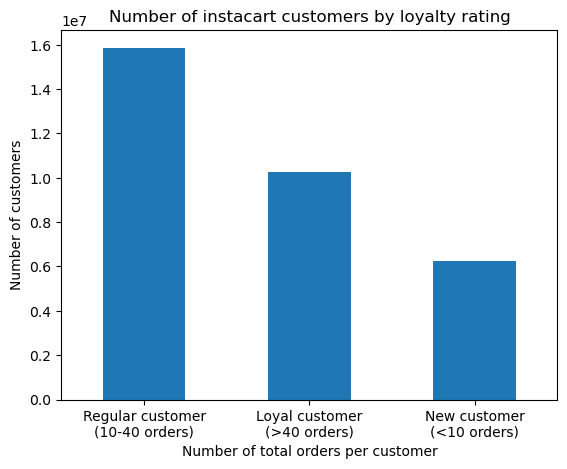 Number of instacart customers by loyalty rating
1e7
1.6
1.4
1.2
1.0
0.8
0.6
0.4
0.2
0.0
Number of customers
Regular customer
(10-40 orders)
Loyal customer
(>40 orders)
New customer
(<10 orders)
Number of total orders per customer